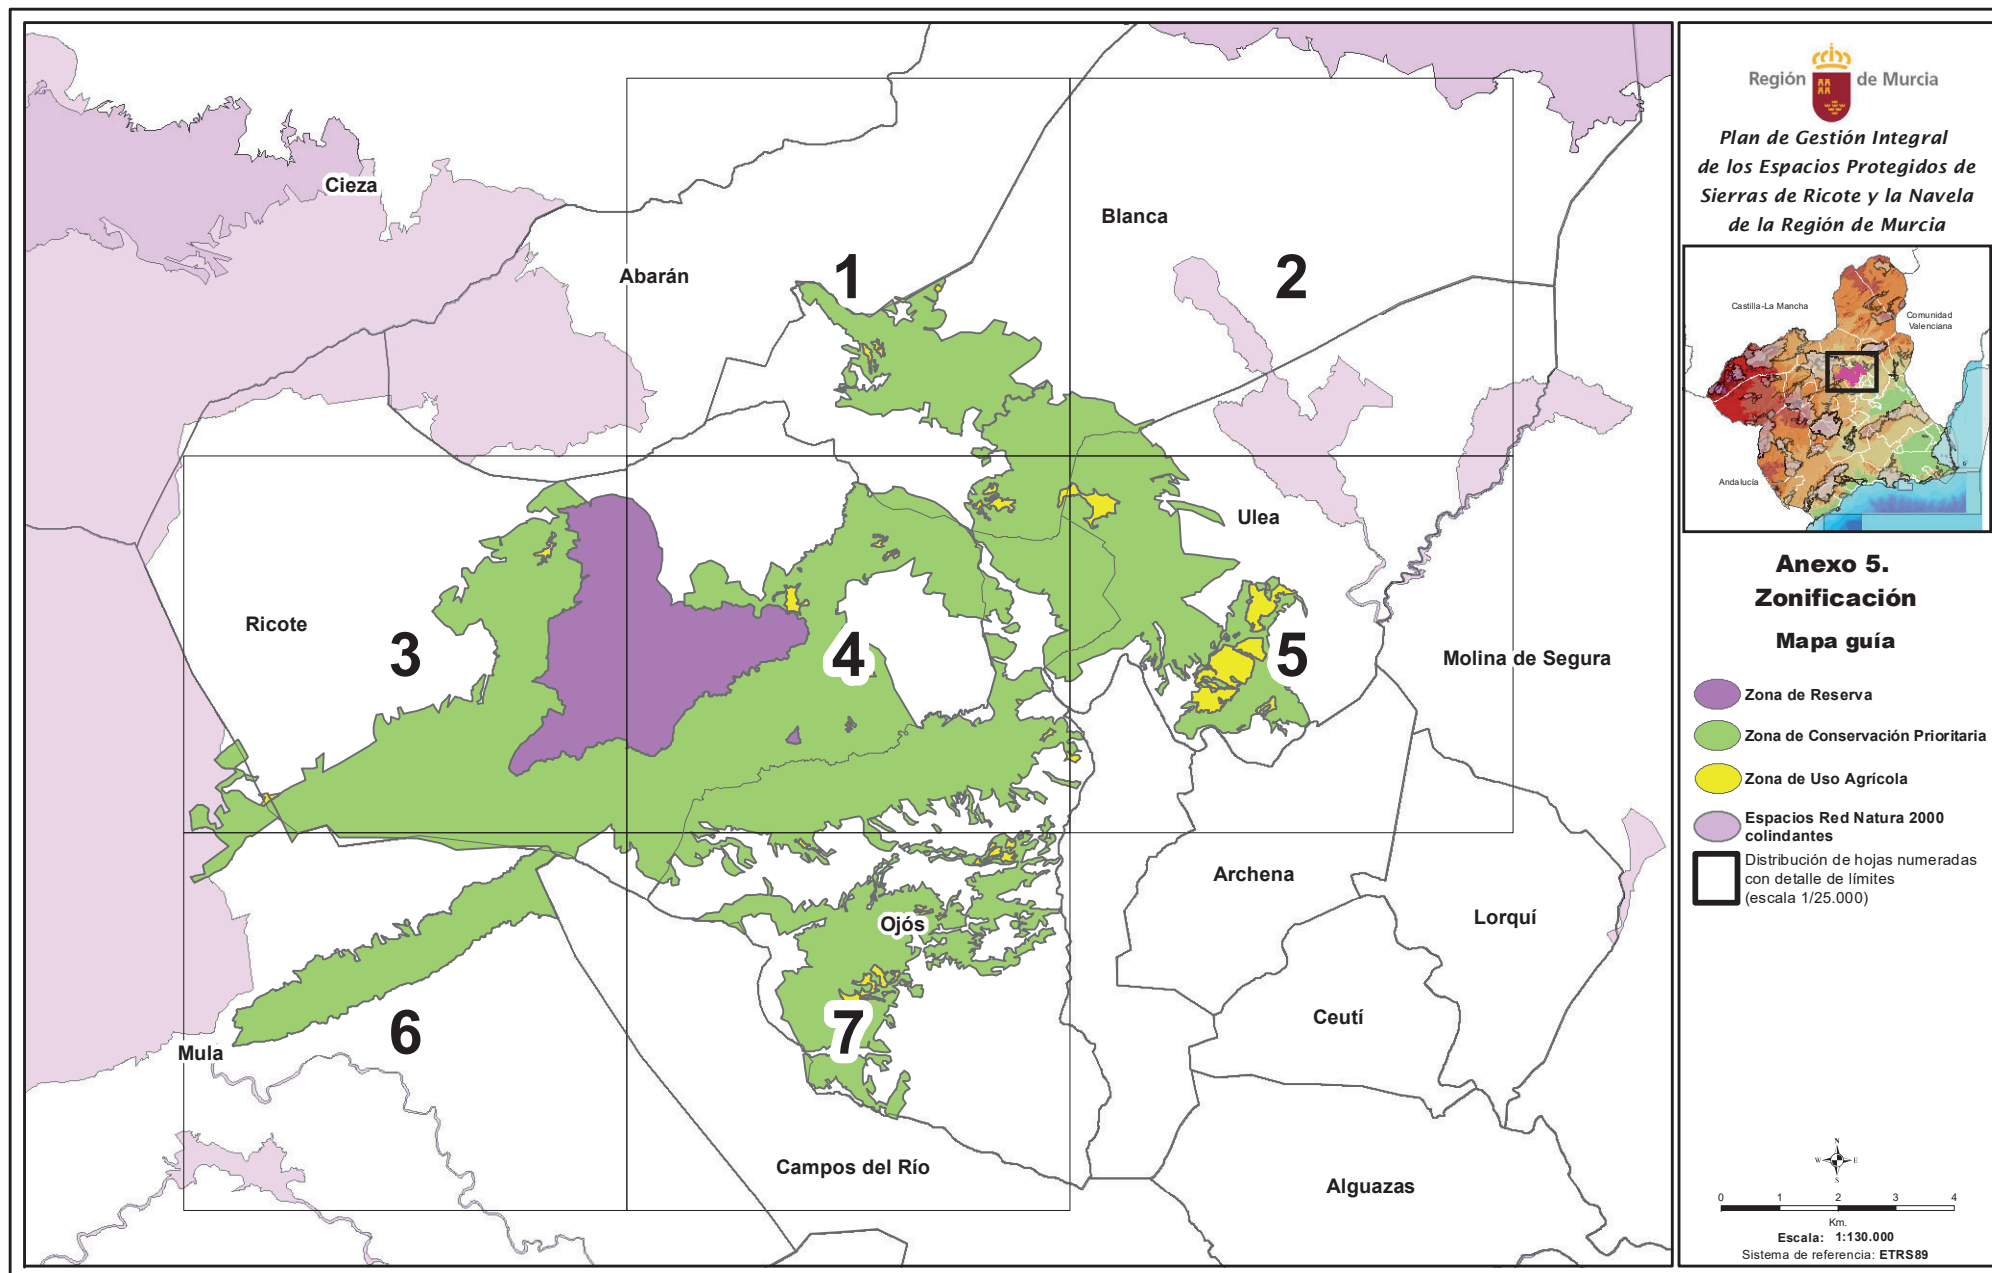 Cieza
Abarán
Blanca
1
2
Ricote
3
4
Ulea
5
Molina de Segura
Archena
Lorquí
Ojós
Ceutí
Mula
6
7
Campos del Río
Alguazas
Región de Murcia
Plan de Gestión Integral
de los Espacios Protegidos de
Sierras de Ricote y la Navela
de la Región de Murcia
Castilla-La Mancha
Comunidad
Valenciana
Andalucía
Anexo 5.
Zonificación
Mapa guía
Zona de Reserva
Zona de Conservación Prioritaria
Zona de Uso Agrícola
Espacios Red Natura 2000
colindantes
Distribución de hojas numeradas
con detalle de límites
(escala 1/25.000)
N
W E
S
0 1 2 3 4
Km.
Escala: 1:130.000
Sistema de referencia: ETRS89